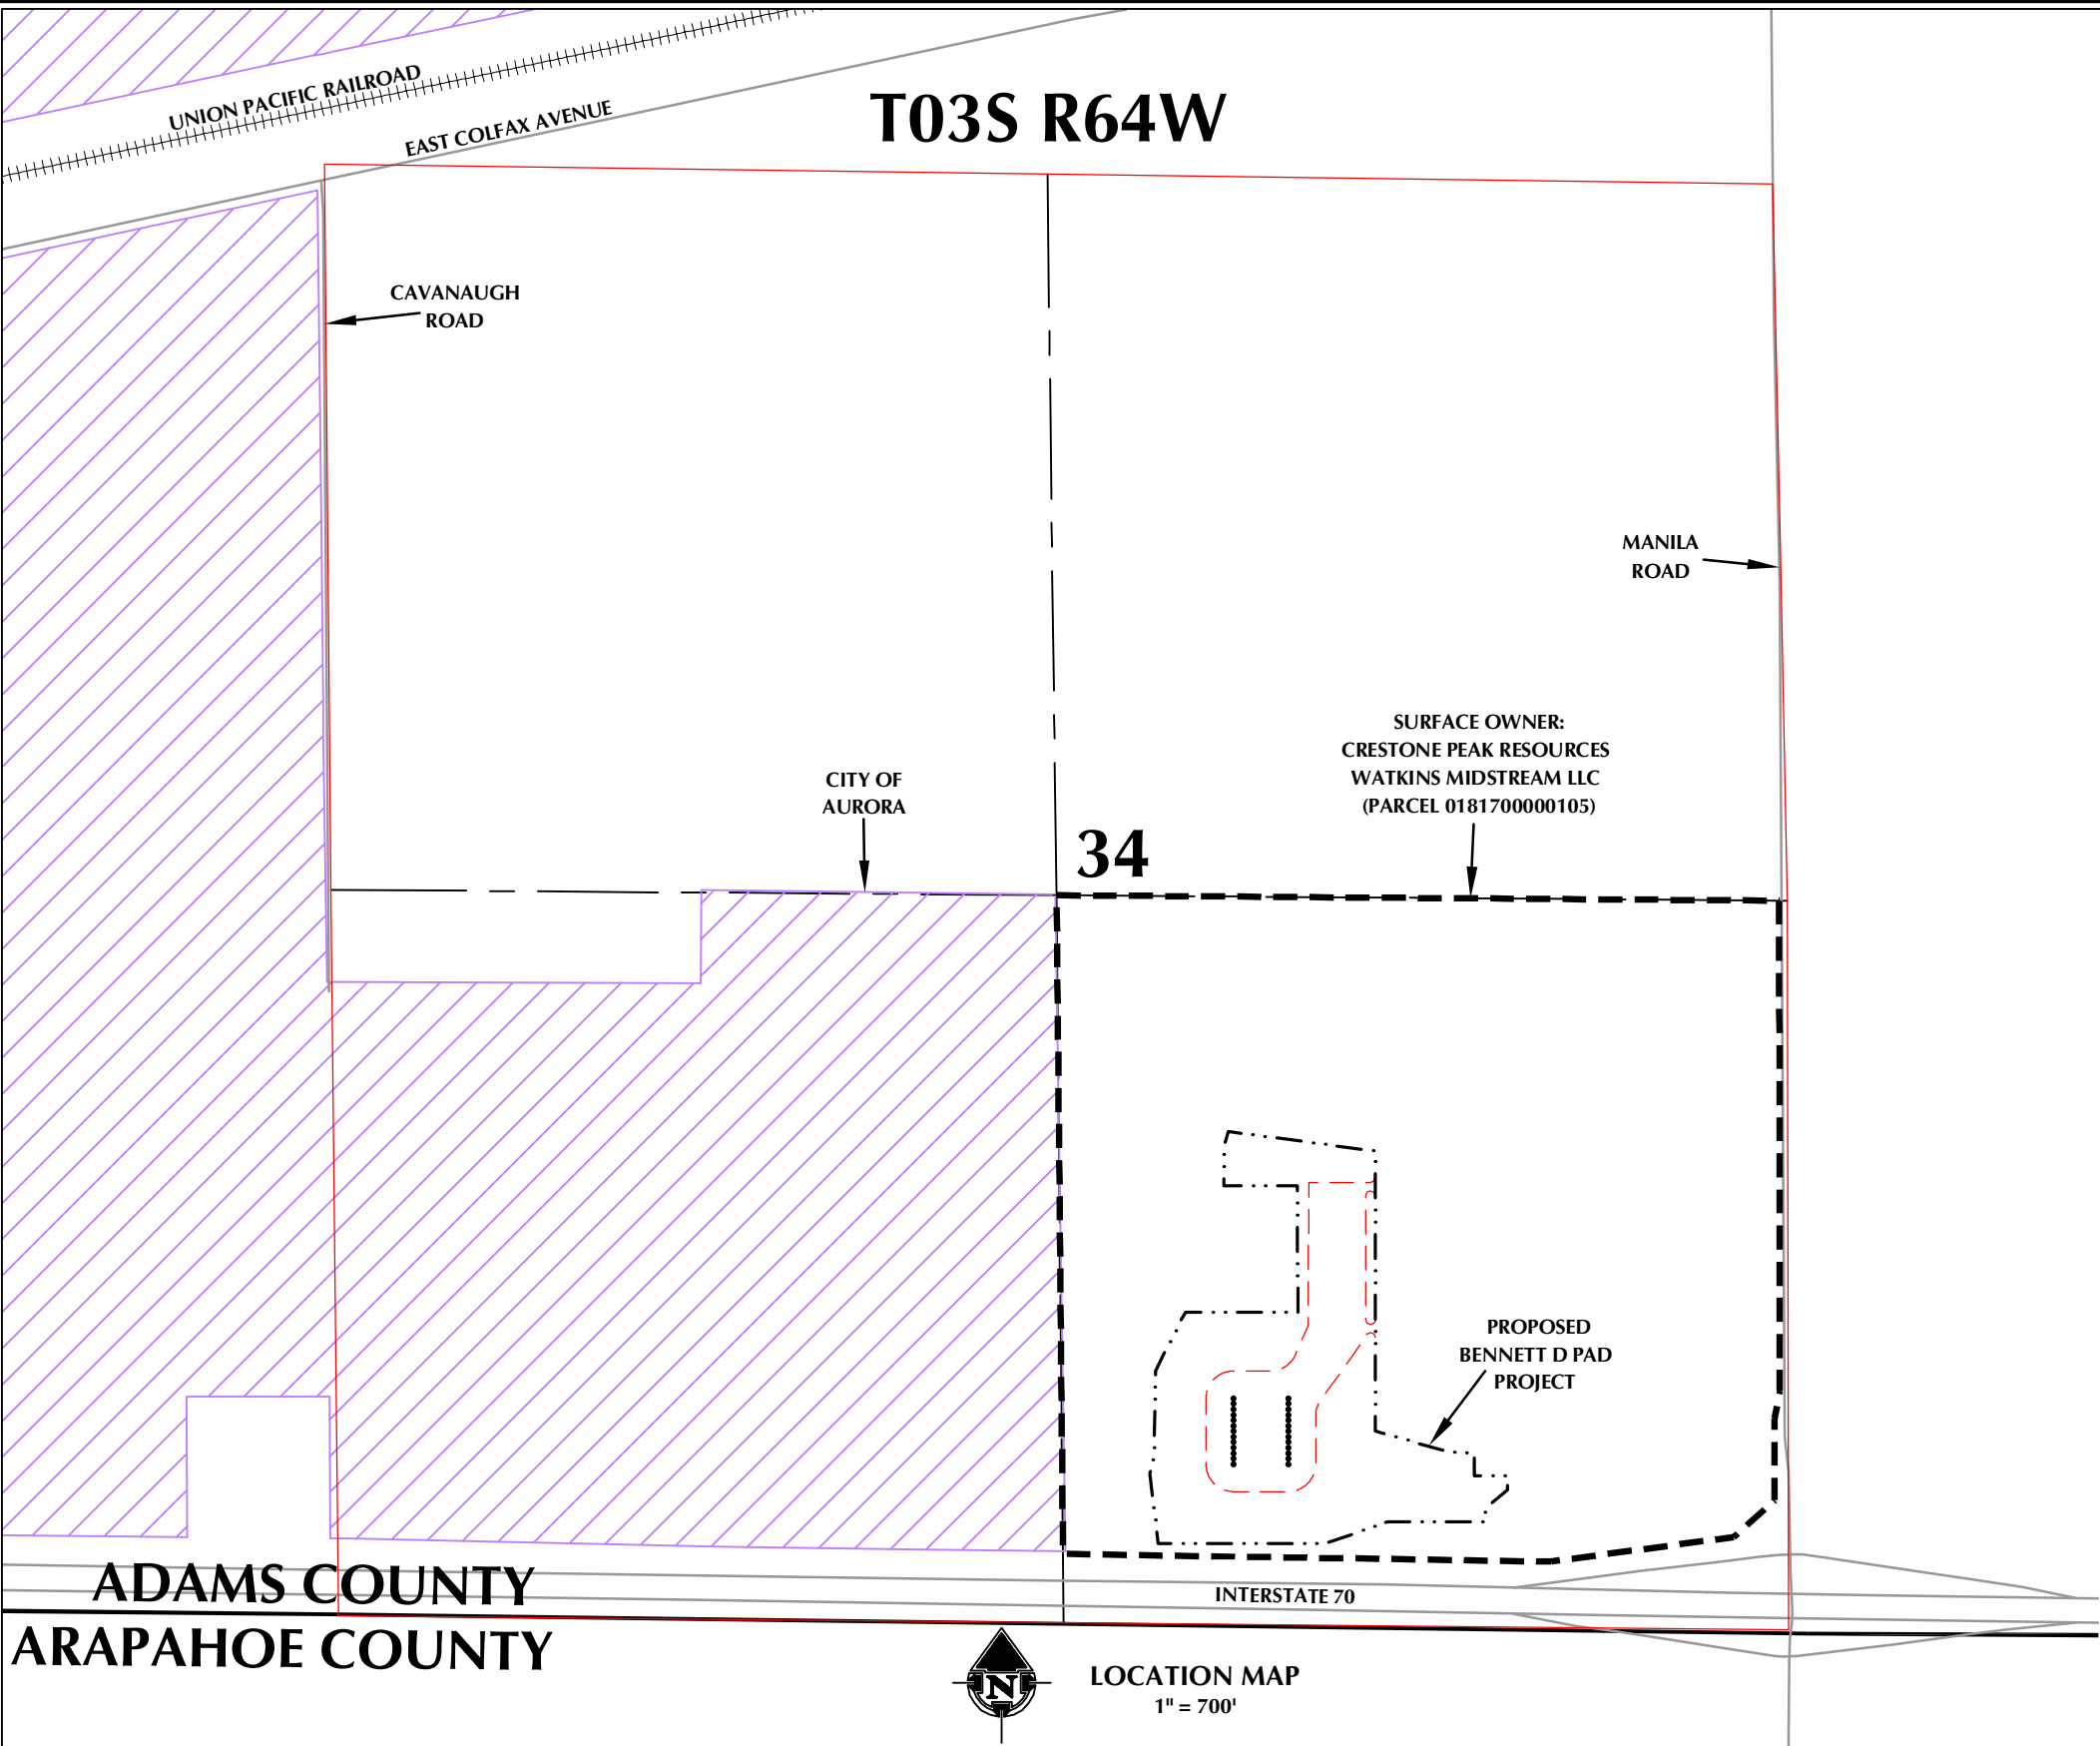 UNION PACIFIC RAILROAD
EAST COLFAX AVENUE
T03S R64W
CAVANAUGH
ROAD
MANILA
ROAD
SURFACE OWNER:
CRESTONE PEAK RESOURCES
WATKINS MIDSTREAM LLC
(PARCEL 0181700000105)
CITY OF
AURORA
34
PROPOSED
BENNETT D PAD
PROJECT
ADAMS COUNTY
INTERSTATE 70
ARAPAHOE COUNTY
N
LOCATION MAP
1" = 700'